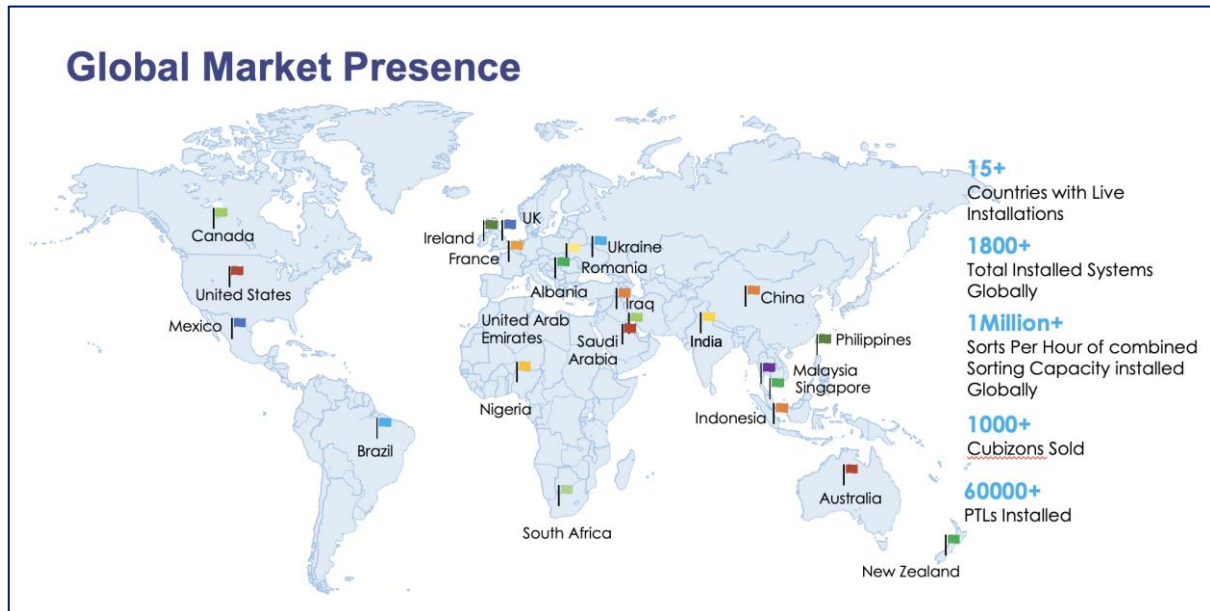 Global Market Presence
15+
Countries with Live
Installations
1800+
Total Installed Systems
Globally
1Million+
Sorts Per Hour of combined
Sorting Capacity installed
Globally
1000+
Cubizons Sold
60000+
PTLs Installed
Canada
United States
Mexico
Brazil
UK
Ireland
France
Ukraine
Romania
Albania
Iraq
United Arab
Emirates
Saudi
Arabia
Nigeria
South Africa
India
China
Philippines
Malaysia
Singapore
Indonesia
Australia
New Zealand